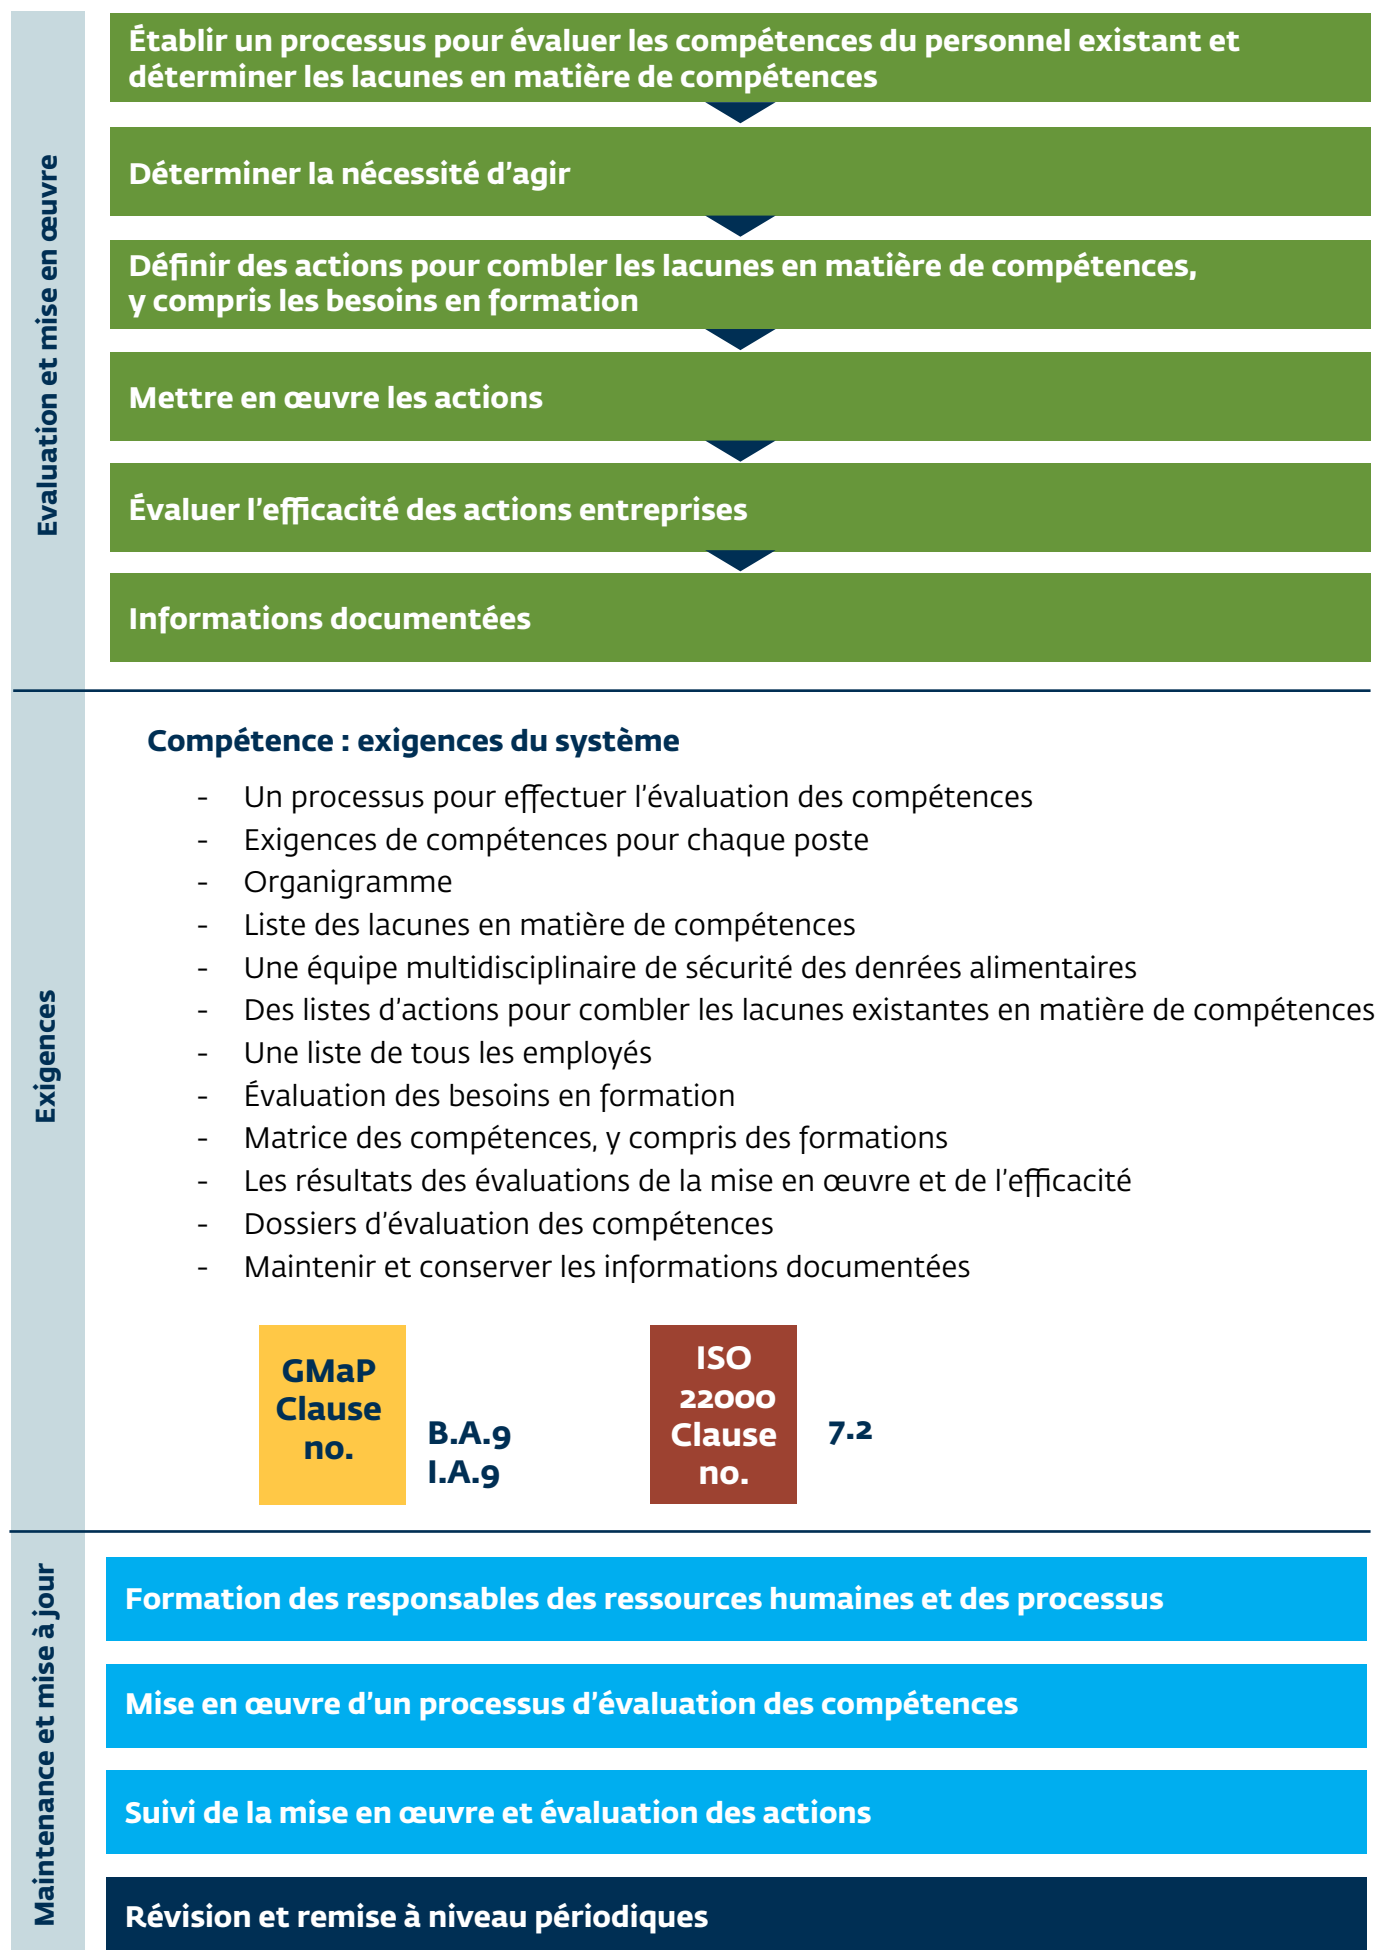 Evaluation et mise en œuvre
Établir un processus pour évaluer les compétences du personnel existant et
déterminer les lacunes en matière de compétences
Déterminer la nécessité d'agir
Définir des actions pour combler les lacunes en matière de compétences,
y compris les besoins en formation
Mettre en œuvre les actions
Évaluer l'efficacité des actions entreprises
Informations documentées
Exigences
Compétence : exigences du système
- Un processus pour effectuer l'évaluation des compétences
- Exigences de compétences pour chaque poste
- Organigramme
- Liste des lacunes en matière de compétences
- Une équipe multidisciplinaire de sécurité des denrées alimentaires
- Des listes d'actions pour combler les lacunes existantes en matière de compétences
- Une liste de tous les employés
- Évaluation des besoins en formation
- Matrice des compétences, y compris des formations
- Les résultats des évaluations de la mise en œuvre et de l'efficacité
- Dossiers d'évaluation des compétences
- Maintenir et conserver les informations documentées
GMaP
Clause
no.
B.A.9
I.A.9
ISO
22000
Clause
no.
7.2
Maintenance et mise à jour
Formation des responsables des ressources humaines et des processus
Mise en œuvre d'un processus d'évaluation des compétences
Suivi de la mise en œuvre et évaluation des actions
Révision et remise à niveau périodiques